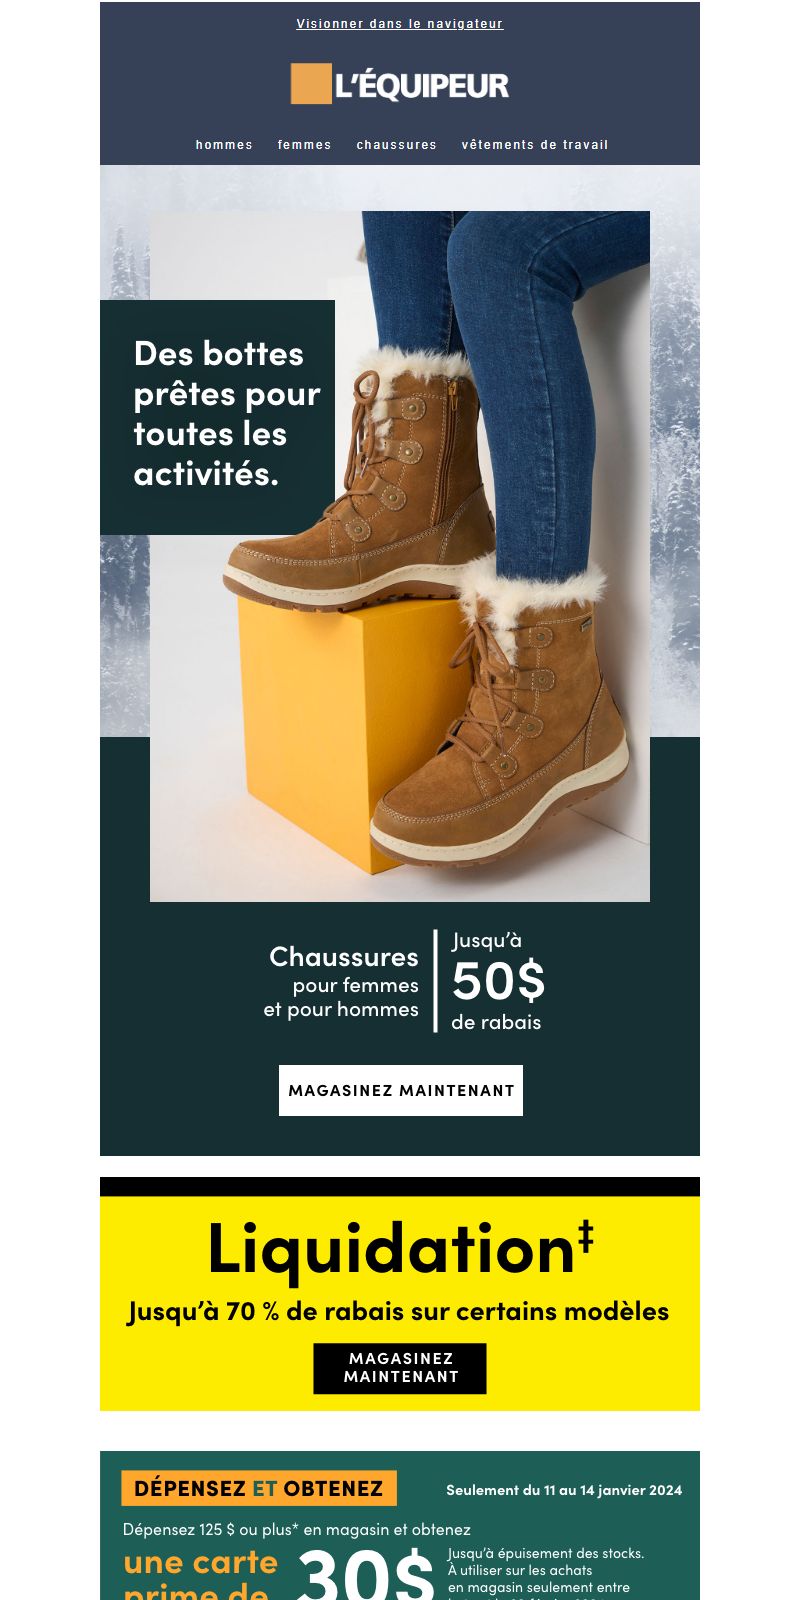 Visionner dans le navigateur
L'ÉQUIPEUR
hommes femmes chaussures vêtements de travail
Des bottes
prêtes pour
toutes les
activités.
Chaussures
pour femmes
et pour hommes
Jusqu'à
50$
de rabais
MAGASINEZ MAINTENANT
Liquidation‡
Jusqu'à 70 % de rabais sur certains modèles
MAGASINEZ
MAINTENANT
DÉPENSEZ ET OBTENEZ
Seulement du 11 au 14 janvier 2024
Dépensez 125 $ ou plus* en magasin et obtenez
une carte
prime de
30$
Jusqu'à épuisement des stocks.
À utiliser sur les achats
en magasin seulement entre